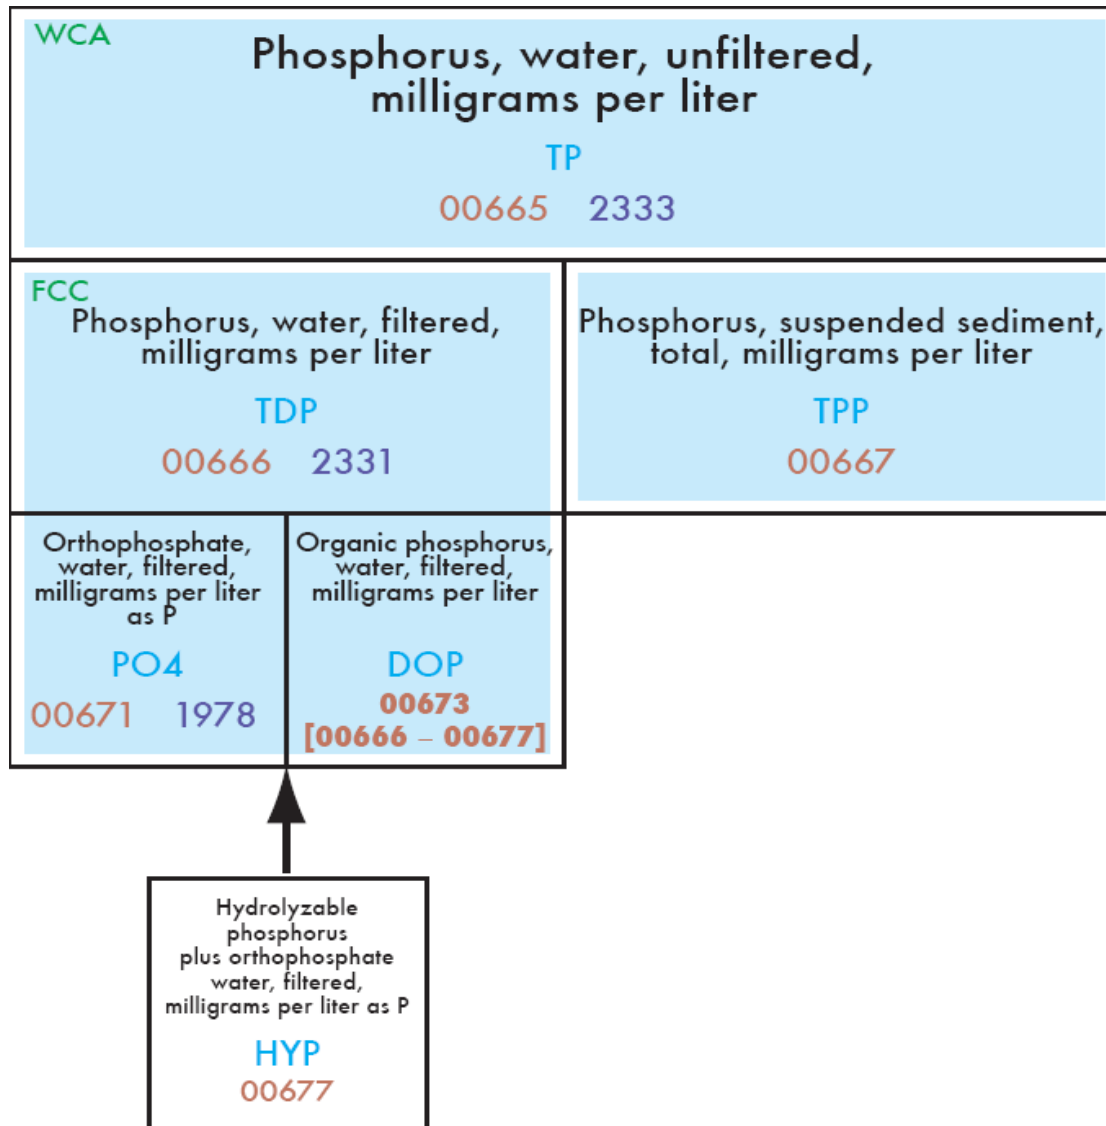 WCA
Phosphorus, water, unfiltered,
milligrams per liter
TP
00665 2333
FCC
Phosphorus, water, filtered,
milligrams per liter
TDP
00666 2331
Phosphorus, suspended sediment,
total, milligrams per liter
TPP
00667
Orthophosphate,
water, filtered,
milligrams per liter
as P
PO4
00671 1978
Organic phosphorus,
water, filtered,
milligrams per liter
DOP
00673
[00666 – 00677]
Hydrolyzable
phosphorus
plus orthophosphate
water, filtered,
milligrams per liter as P
HYP
00677